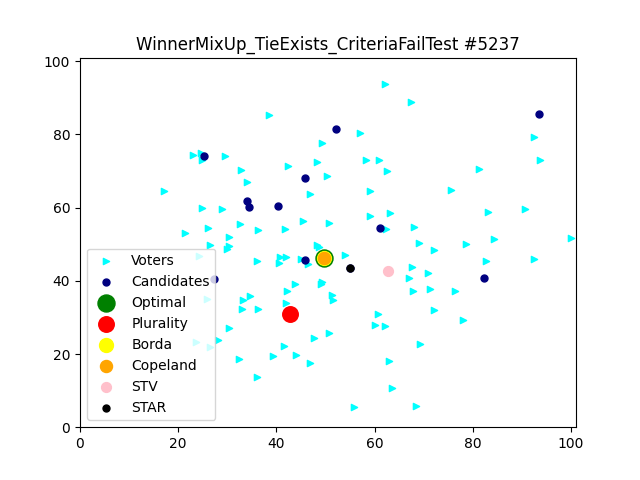 WinnerMixUp_TieExists_CriteriaFailTest #5237
100
80
60
40
20
0
0 20 40 60 80 100
Voters
Candidates
Optimal
Plurality
Borda
Copeland
STV
STAR